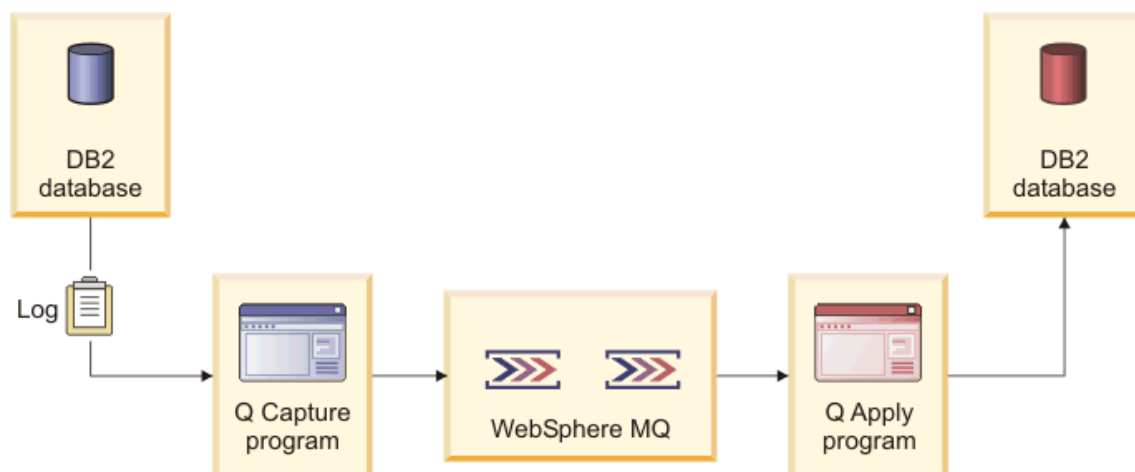 DB2
database
DB2
database
Log
Q Capture
program
WebSphere MQ
Q Apply
program